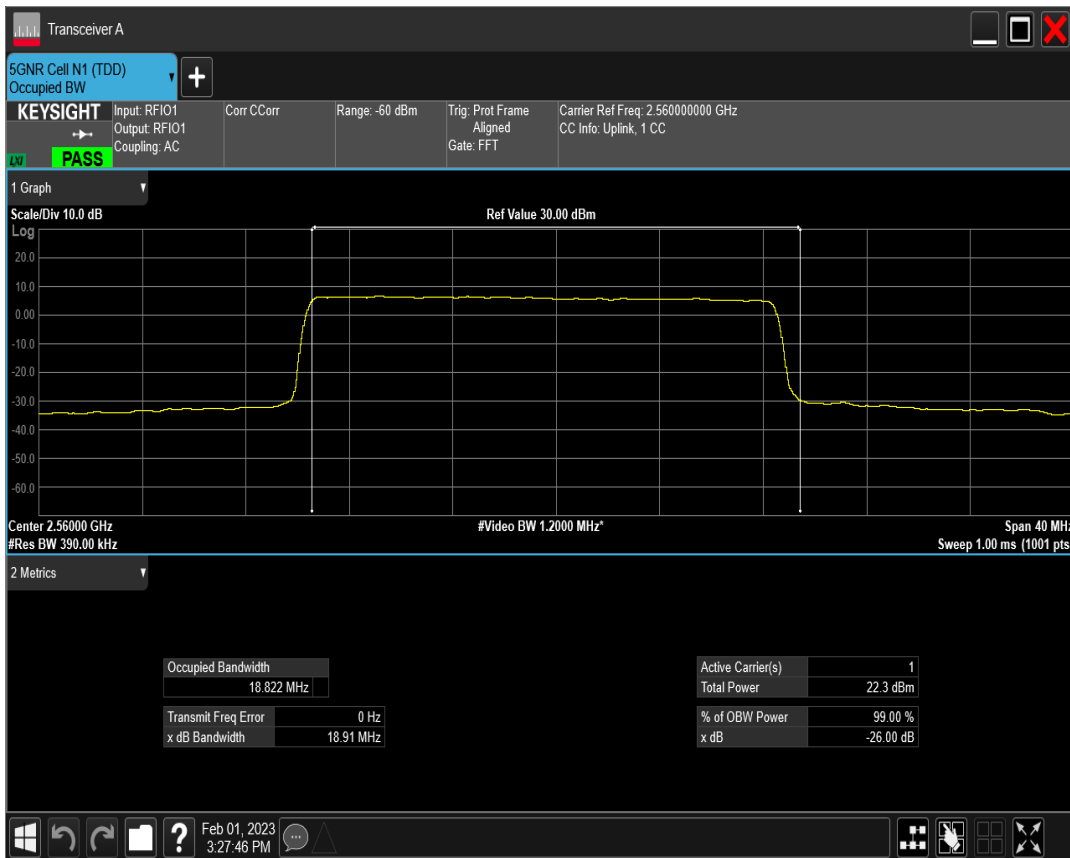 Transceiver A
5GNR Cell N1 (TDD)
Occupied BW
+
KEYSIGHT
LXI
PASS
Input: RFIO1
Output: RFIO1
Coupling: AC
Corr CCorr
Range: -60 dBm
Trig: Prot Frame
Aligned
Gate: FFT
Carrier Ref Freq: 2.560000000 GHz
CC Info: Uplink, 1 CC
1 Graph
Scale/Div 10.0 dB
Ref Value 30.00 dBm
Log
20.0
10.0
0.00
-10.0
-20.0
-30.0
-40.0
-50.0
-60.0
Center 2.56000 GHz
#Video BW 1.2000 MHz*
Span 40 MHz
#Res BW 390.00 kHz
Sweep 1.00 ms (1001 pts
2 Metrics
Occupied Bandwidth
18.822 MHz
Transmit Freq Error 0 Hz
x dB Bandwidth 18.91 MHz
Active Carrier(s) 1
Total Power 22.3 dBm
% of OBW Power 99.00 %
x dB -26.00 dB
?
Feb 01, 2023
3:27:46 PM